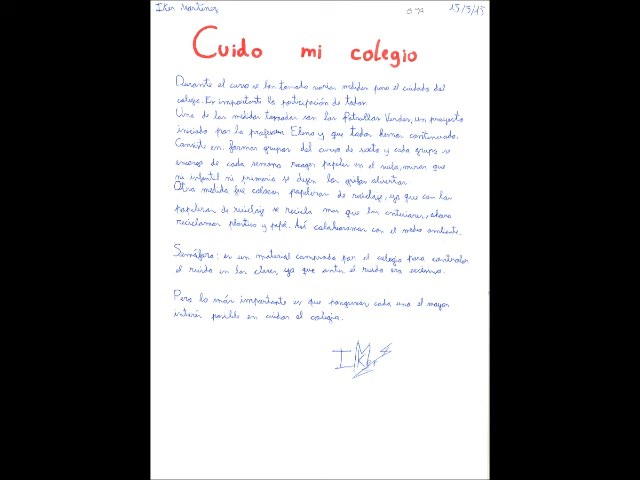 Iker Martínez 15/5/13
Cuido mi colegio
Durante el curso se han tomado varias medidas para el cuidado del
colegio. Es importante la participación de todos.
Una de las medidas tomadas son las Patrullas Verdes, un proyecto
iniciado por la profesora Elena y que todos hemos continuado.
Consiste en formar grupos del curso de sexto y cada grupo se
encarga de cada semana recoger papeles en el suelo, mirar que
ni infantil ni primaria se dejen los grifos abiertos.
Otra medida fué colocar papeleras de reciclaje, ya que con las
papeleras de reciclaje se recicla mas que las anteriores, ahora
reciclamos plastico y papel. Así colaboramos con el medio ambiente.
Semáforo: es un material comprado por el colegio para controlar
el ruido en las clases, ya que antes el ruido era excesivo.
Pero lo más importante es que pongamos cada uno el mayor
interés posible en cuidar el colegio.
Iker